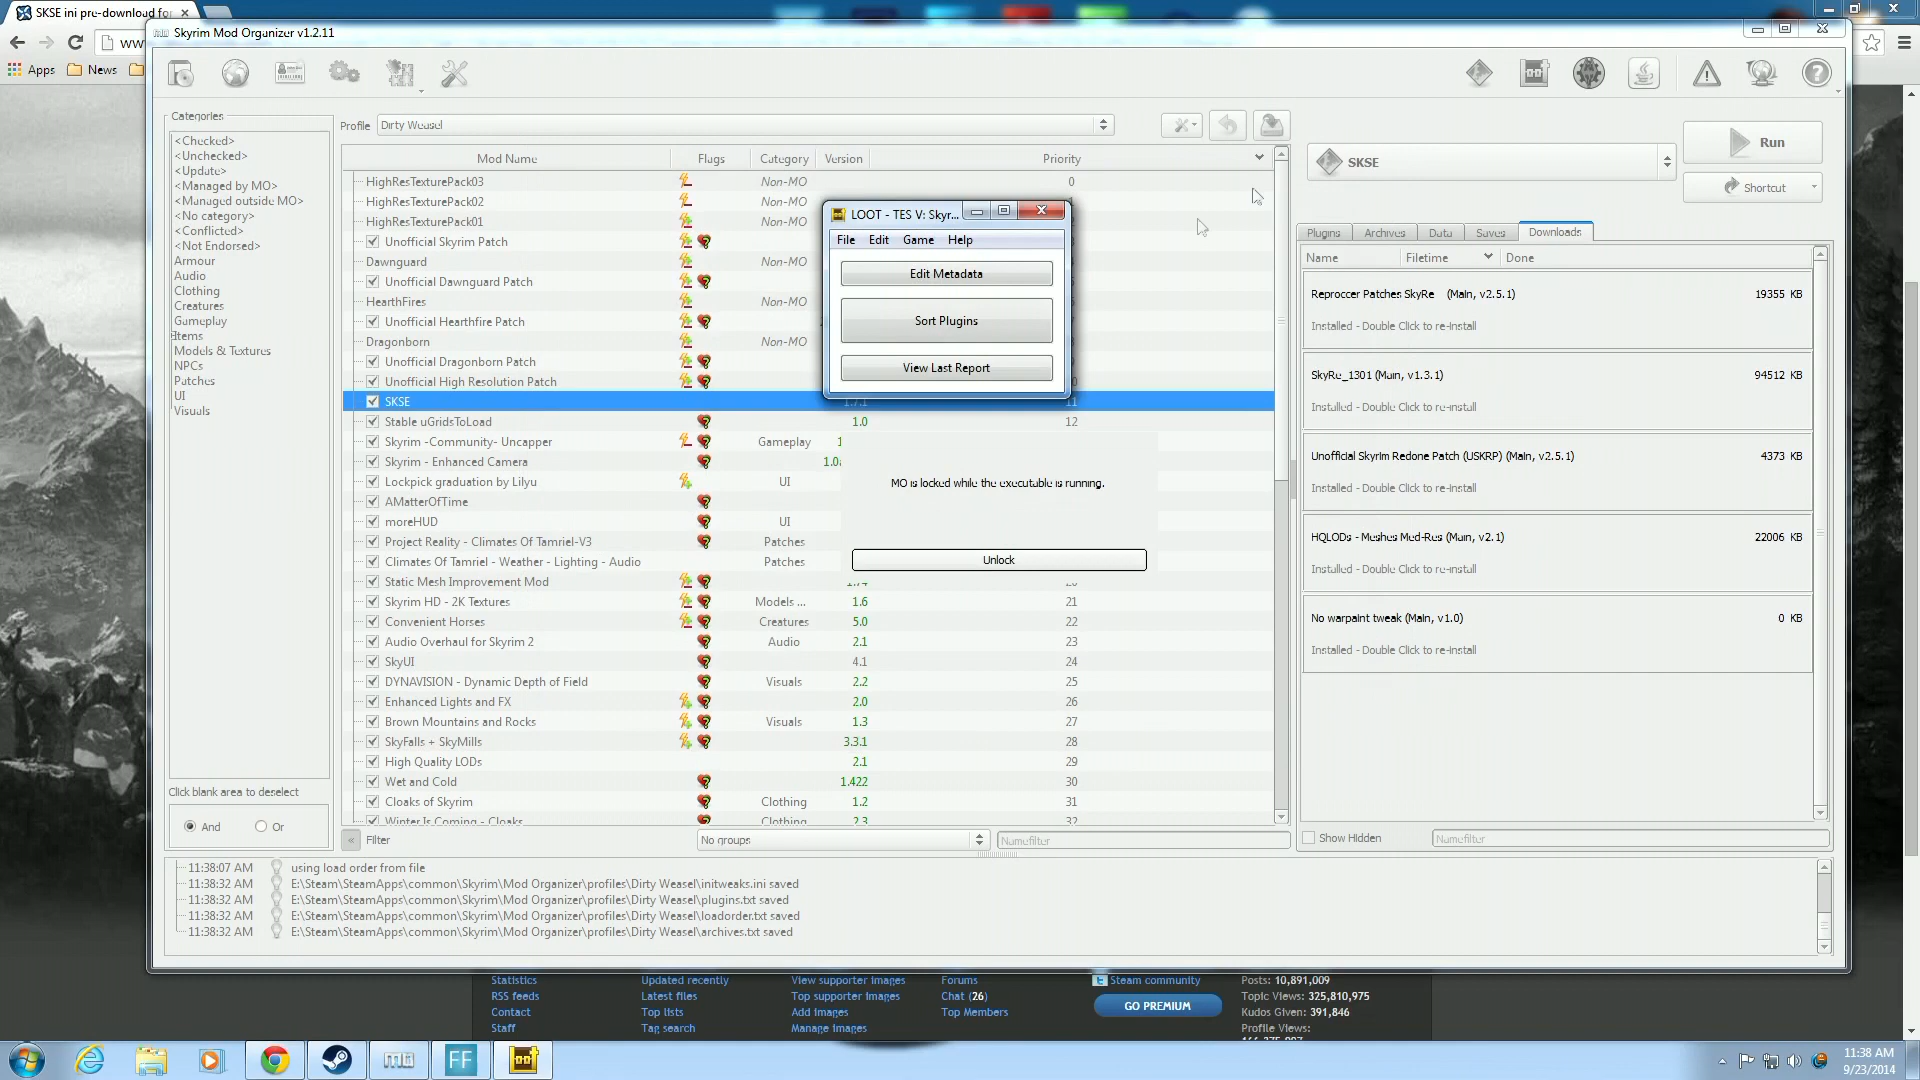 SKSE ini pre-download fo
www
Apps
News
Skyrim Mod Organizer v1.2.11
Categories
<Checked>
<Unchecked>
<Update>
<Managed by MO>
<Managed outside MO>
<No category>
<Conflicted>
<Not Endorsed>
Armour
Audio
Clothing
Creatures
Gameplay
Items
Models & Textures
NPCs
Patches
UI
Visuals
Click blank area to deselect
And Or
Profile Dirty Weasel
Mod Name Flags Category Version Priority
HighResTexturePack03 Non-MO 0
HighResTexturePack02 Non-MO
HighResTexturePack01 Non-MO
Unofficial Skyrim Patch
Dawnguard Non-MO
Unofficial Dawnguard Patch
HearthFires Non-MO
Unofficial Hearthfire Patch
Dragonborn Non-MO
Unofficial Dragonborn Patch
Unofficial High Resolution Patch
SKSE 1.7.1 11
Stable uGridsToLoad 1.0 12
Skyrim -Community- Uncapper Gameplay 1
Skyrim - Enhanced Camera 1.0
Lockpick graduation by Lilyu UI
AMatterOfTime
moreHUD UI
Project Reality - Climates Of Tamriel-V3 Patches
Climates Of Tamriel - Weather - Lighting - Audio Patches
Static Mesh Improvement Mod 1.74 20
Skyrim HD - 2K Textures Models ... 1.6 21
Convenient Horses Creatures 5.0 22
Audio Overhaul for Skyrim 2 Audio 2.1 23
SkyUI 4.1 24
DYNAVISION - Dynamic Depth of Field Visuals 2.2 25
Enhanced Lights and FX 2.0 26
Brown Mountains and Rocks Visuals 1.3 27
SkyFalls + SkyMills 3.3.1 28
High Quality LODs 2.1 29
Wet and Cold 1.422 30
Cloaks of Skyrim Clothing 1.2 31
Winter Is Coming - Cloaks Clothing 2.3 32
« Filter No groups Namefilter
LOOT - TES V: Skyr...
File Edit Game Help
Edit Metadata
Sort Plugins
View Last Report
MO is locked while the executable is running.
Unlock
SKSE
Run
Shortcut
Plugins Archives Data Saves Downloads
Name Filetime Done
Reproccer Patches SkyRe (Main, v2.5.1) 19355 KB
Installed - Double Click to re-install
SkyRe_1301 (Main, v1.3.1) 94512 KB
Installed - Double Click to re-install
Unofficial Skyrim Redone Patch (USKRP) (Main, v2.5.1) 4373 KB
Installed - Double Click to re-install
HQLODs - Meshes Med-Res (Main, v2.1) 22006 KB
Installed - Double Click to re-install
No warpaint tweak (Main, v1.0) 0 KB
Installed - Double Click to re-install
Show Hidden Namefilter
11:38:07 AM using load order from file
11:38:32 AM E:\Steam\SteamApps\common\Skyrim\Mod Organizer\profiles\Dirty Weasel\initweaks.ini saved
11:38:32 AM E:\Steam\SteamApps\common\Skyrim\Mod Organizer\profiles\Dirty Weasel\plugins.txt saved
11:38:32 AM E:\Steam\SteamApps\common\Skyrim\Mod Organizer\profiles\Dirty Weasel\loadorder.txt saved
11:38:32 AM E:\Steam\SteamApps\common\Skyrim\Mod Organizer\profiles\Dirty Weasel\archives.txt saved
Statistics Updated recently View supporter images Forums Steam community Posts: 10,891,009
RSS feeds Latest files Top supporter images Chat (26) GO PREMIUM Topic Views: 325,810,975
Contact Top lists Add images Top Members Kudos Given: 391,846
Staff Tag search Manage images Profile Views:
FF
11:38 AM
9/23/2014